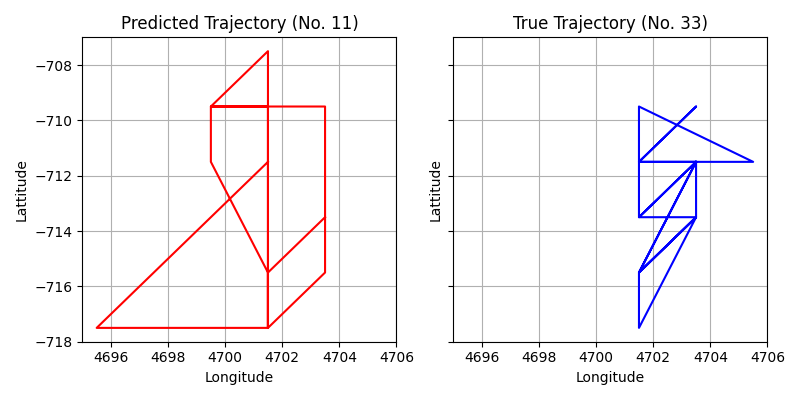 Predicted Trajectory (No. 11)
True Trajectory (No. 33)
Lattitude
−708
−710
−712
−714
−716
−718
4696 4698 4700 4702 4704 4706
Longitude
Lattitude
4696 4698 4700 4702 4704 4706
Longitude